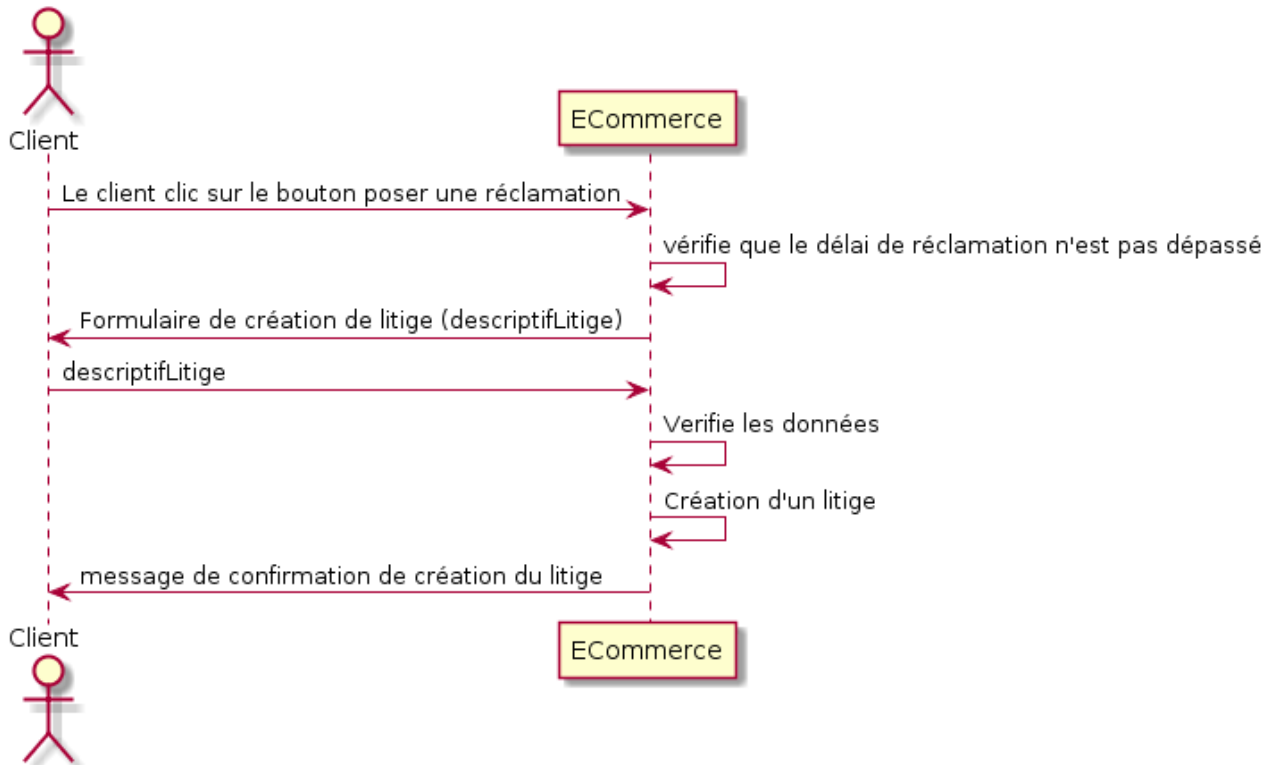 Client
ECommerce
Le client clic sur le bouton poser une réclamation
vérifie que le délai de réclamation n'est pas dépassé
Formulaire de création de litige (descriptifLitige)
descriptifLitige
Verifie les données
Création d'un litige
message de confirmation de création du litige
Client
ECommerce